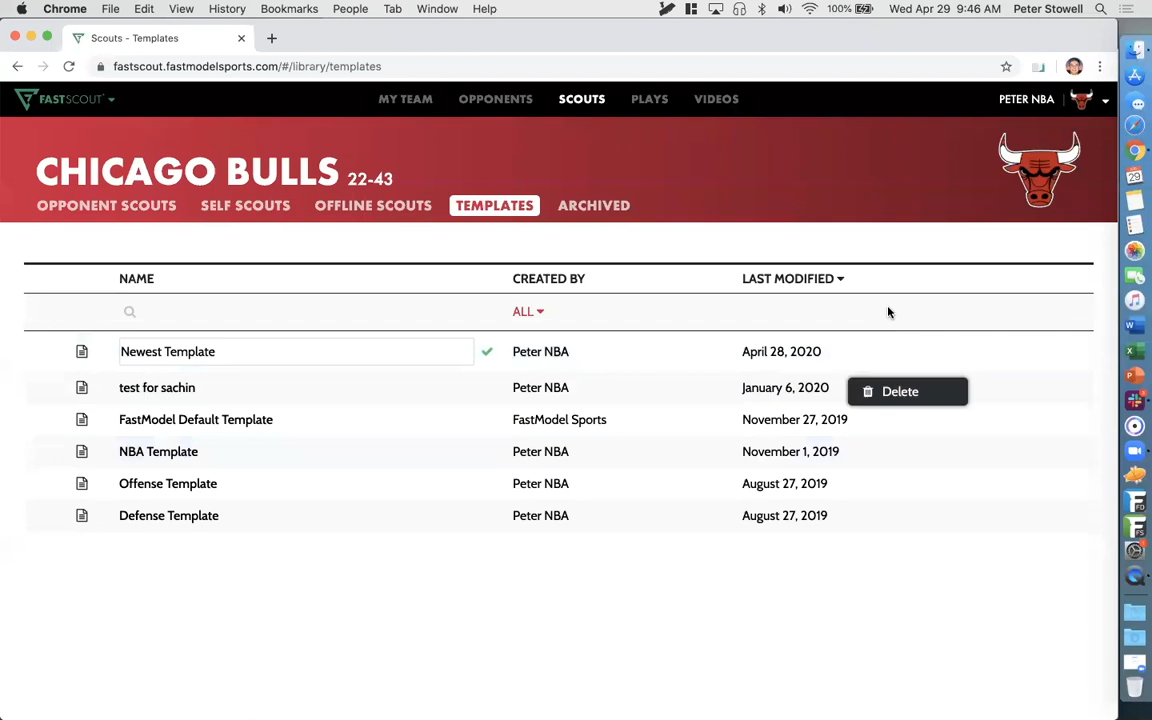 Chrome File Edit View History Bookmarks People Tab Window Help 100% Wed Apr 29 9:46 AM Peter Stowell
Scouts - Templates
fastscout.fastmodelsports.com/#/library/templates
FASTSCOUT MY TEAM OPPONENTS SCOUTS PLAYS VIDEOS PETER NBA
CHICAGO BULLS 22-43
OPPONENT SCOUTS SELF SCOUTS OFFLINE SCOUTS TEMPLATES ARCHIVED
NAME CREATED BY LAST MODIFIED
ALL
Newest Template Peter NBA April 28, 2020
test for sachin Peter NBA January 6, 2020
Delete
FastModel Default Template FastModel Sports November 27, 2019
NBA Template Peter NBA November 1, 2019
Offense Template Peter NBA August 27, 2019
Defense Template Peter NBA August 27, 2019